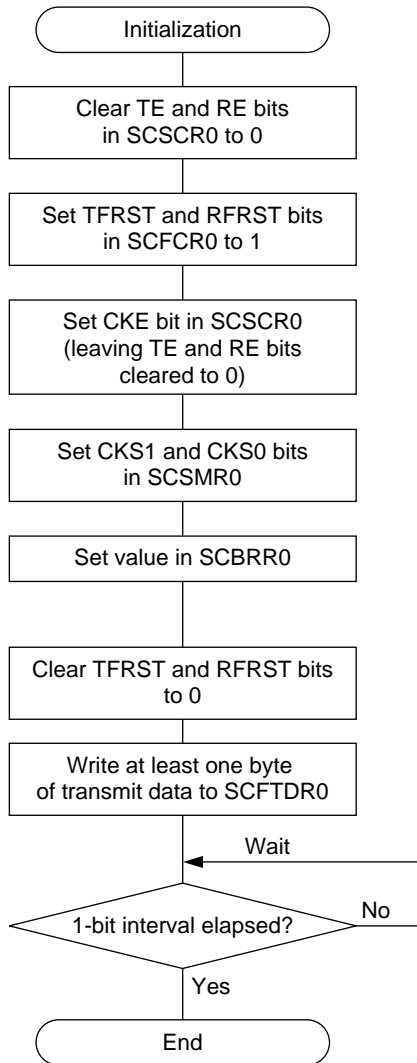 Initialization
Clear TE and RE bits
in SCSCR0 to 0
Set TFRST and RFRST bits
in SCFCR0 to 1
Set CKE bit in SCSCR0
(leaving TE and RE bits
cleared to 0)
Set CKS1 and CKS0 bits
in SCSMR0
Set value in SCBRR0
Clear TFRST and RFRST bits
to 0
Write at least one byte
of transmit data to SCFTDR0
Wait
1-bit interval elapsed?
No
Yes
End